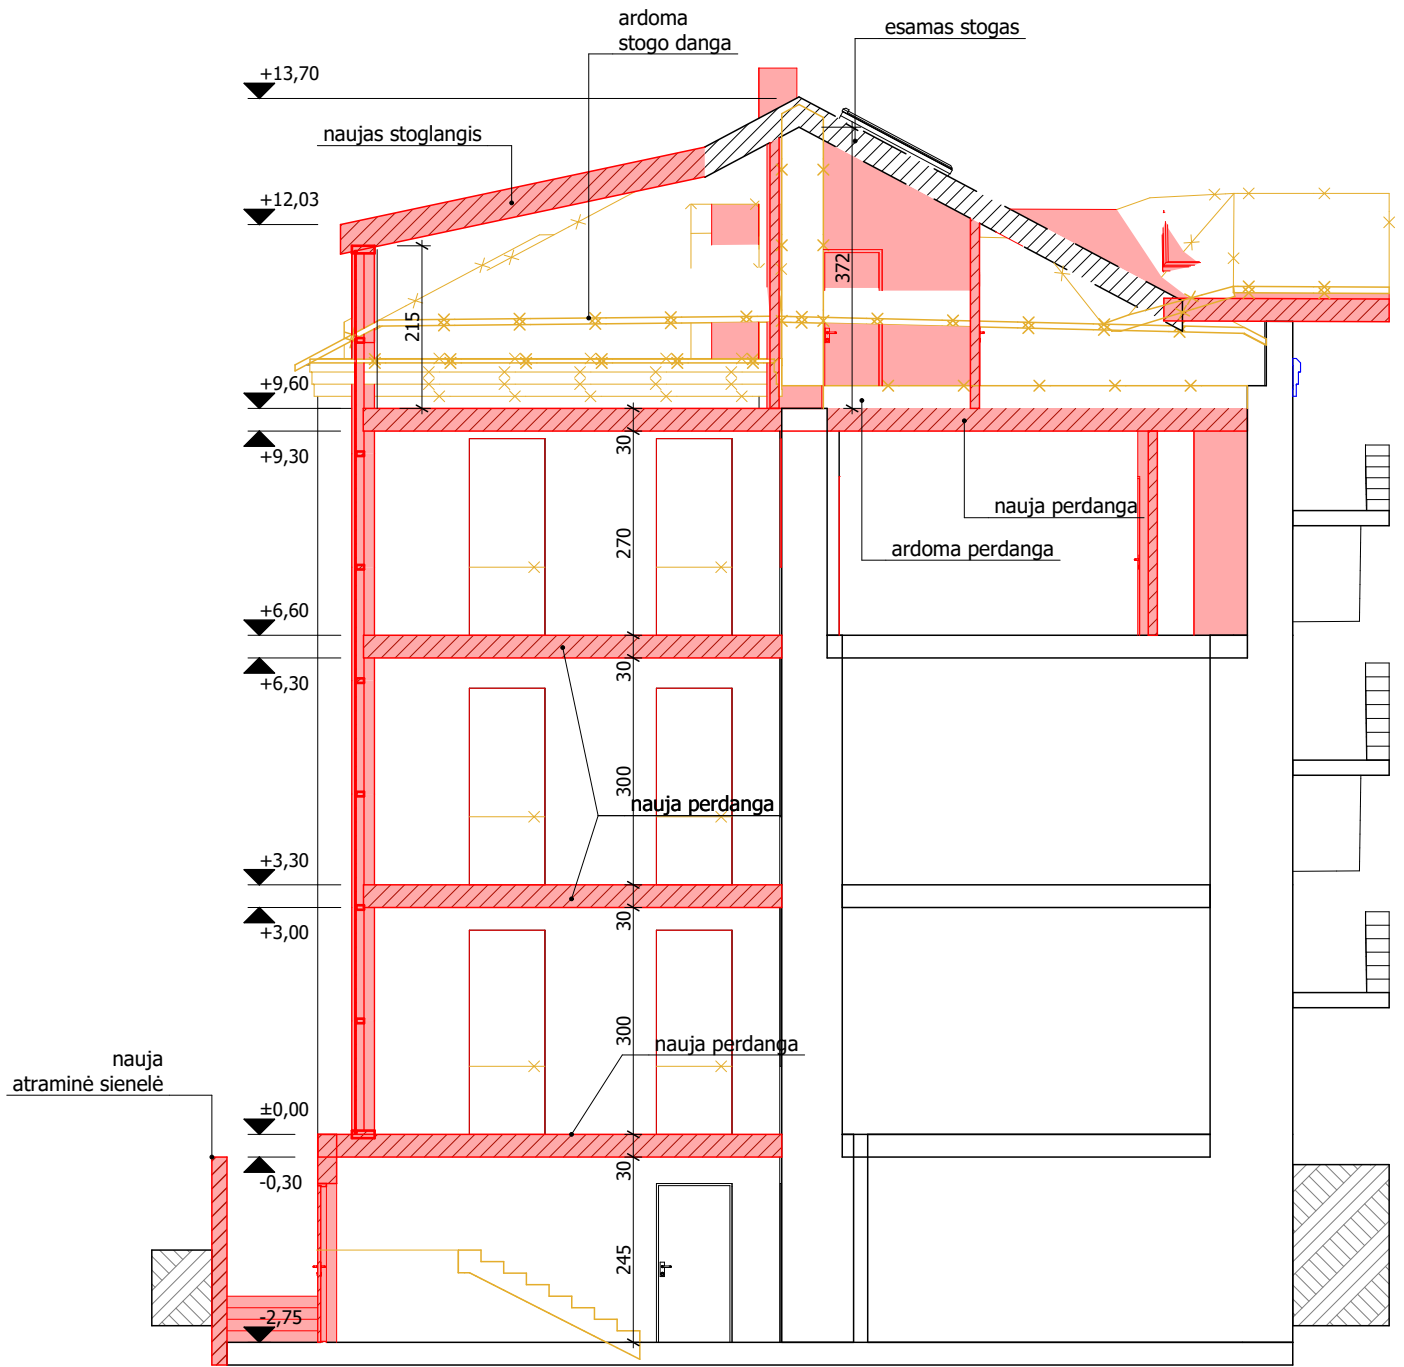 ardoma
stogo danga
esamas stogas
+13,70
naujas stoglangis
+12,03
372
215
+9,60
30
+9,30
nauja perdanga
270
ardoma perdanga
+6,60
30
+6,30
300
nauja perdanga
+3,30
30
+3,00
300
nauja perdanga
nauja
atraminė sienelė
±0,00
30
-0,30
245
-2,75